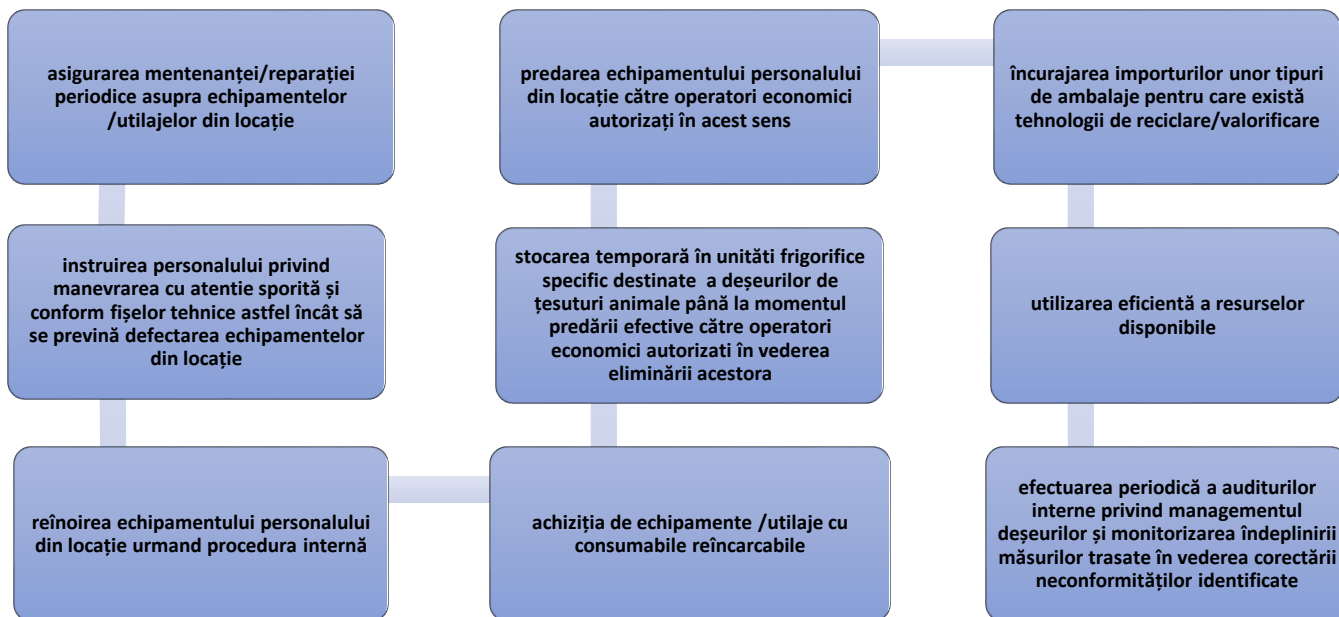 asigurarea mentenanței/reparației
periodice asupra echipamentelor
/utilajelor din locație
instruirea personalului privind
manevrarea cu atentie sporită și
conform fișelor tehnice astfel încât să
se prevină defectarea echipamentelor
din locație
reînoirea echipamentului personalului
din locație urmand procedura internă
achiziția de echipamente /utilaje cu
consumabile reîncarcabile
stocarea temporară în unităti frigorifice
specific destinate a deșeurilor de
țesuturi animale până la momentul
predării efective către operatori
economici autorizati în vederea
eliminării acestora
predarea echipamentului personalului
din locație către operatori economici
autorizați în acest sens
încurajarea importurilor unor tipuri
de ambalaje pentru care există
tehnologii de reciclare/valorificare
utilizarea eficientă a resurselor
disponibile
efectuarea periodică a auditurilor
interne privind managementul
deșeurilor și monitorizarea îndeplinirii
măsurilor trasate în vederea corectării
neconformităților identificate